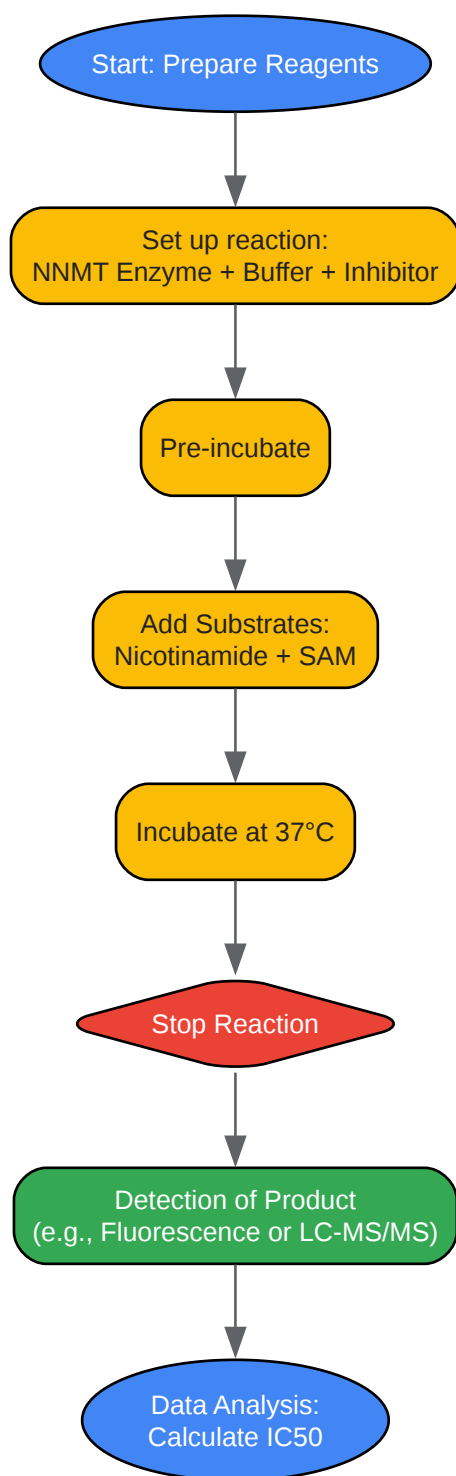 Start: Prepare Reagents
Set up reaction:
NNMT Enzyme + Buffer + Inhibitor
Pre-incubate
Add Substrates:
Nicotinamide + SAM
Incubate at 37°C
Stop Reaction
Detection of Product
(e.g., Fluorescence or LC-MS/MS)
Data Analysis:
Calculate IC50